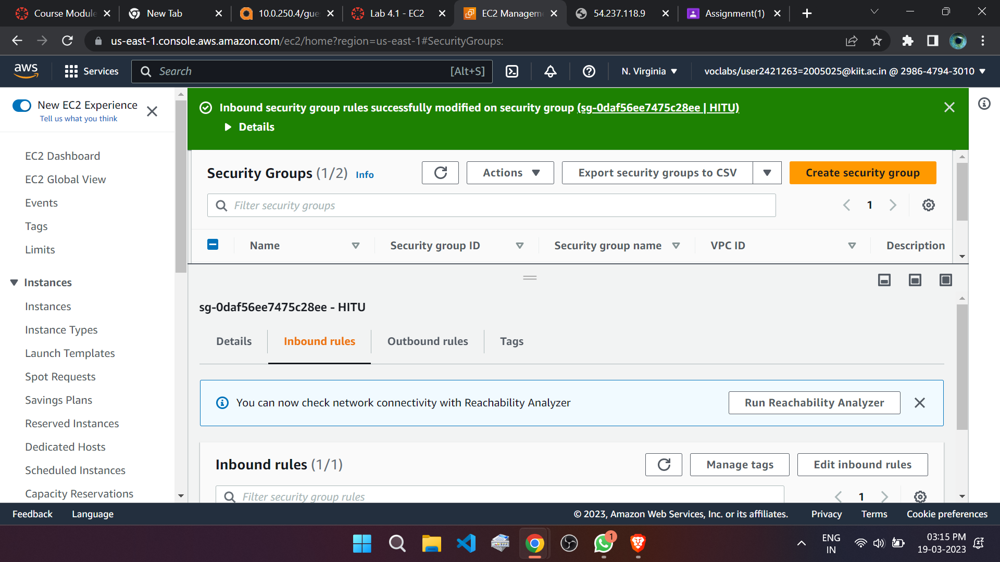 Course Module
New Tab
10.0.250.4/gue
Lab 4.1 - EC2
EC2 Managem
54.237.118.9
Assignment(1)
us-east-1.console.aws.amazon.com/ec2/home?region=us-east-1#SecurityGroups:
aws
Services
Search
[Alt+S]
N. Virginia
voclabs/user2421263=2005025@kiit.ac.in @ 2986-4794-3010
New EC2 Experience
Tell us what you think
EC2 Dashboard
EC2 Global View
Events
Tags
Limits
Instances
Instances
Instance Types
Launch Templates
Spot Requests
Savings Plans
Reserved Instances
Dedicated Hosts
Scheduled Instances
Capacity Reservations
Inbound security group rules successfully modified on security group (sg-0daf56ee7475c28ee | HITU)
Details
Security Groups (1/2) Info
Actions
Export security groups to CSV
Create security group
Filter security groups
1
Name
Security group ID
Security group name
VPC ID
Description
sg-0daf56ee7475c28ee - HITU
Details
Inbound rules
Outbound rules
Tags
You can now check network connectivity with Reachability Analyzer
Run Reachability Analyzer
Inbound rules (1/1)
Manage tags
Edit inbound rules
Filter security group rules
1
Feedback
Language
© 2023, Amazon Web Services, Inc. or its affiliates.
Privacy
Terms
Cookie preferences
1
ENG
IN
03:15 PM
19-03-2023